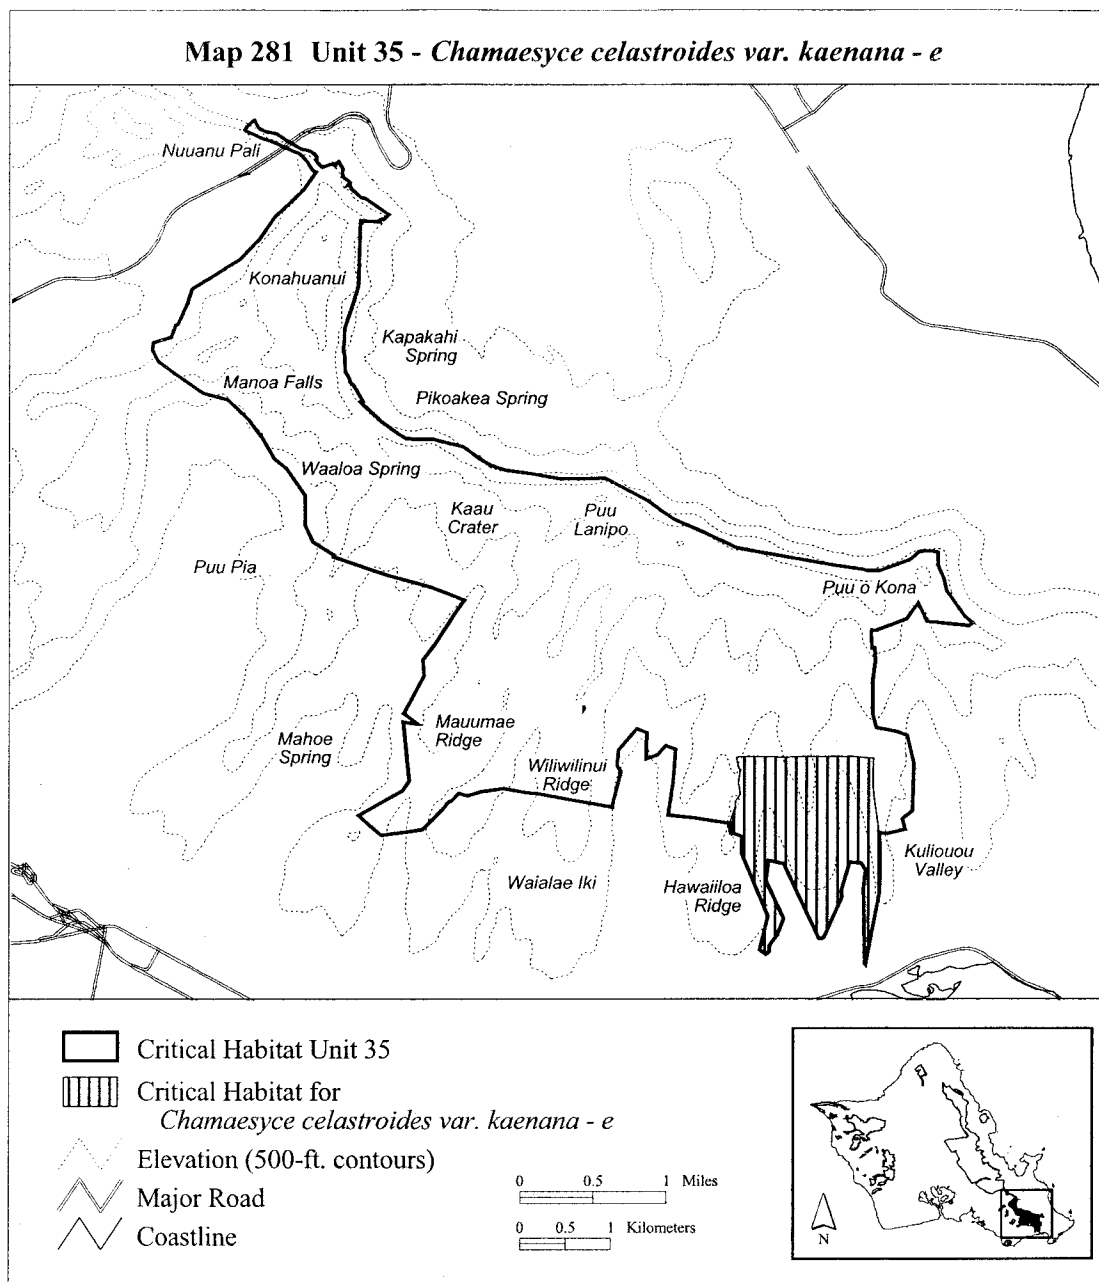 Map 281 Unit 35 - Chamaesyce celastroides var. kaenana - e
Nuuanu Pali
Konahuanui
Kapakahi
Spring
Manoa Falls
Pikoakea Spring
Waaloa Spring
Kaau
Crater
Puu
Lanipo
Puu Pia
Puu o Kona
Mahoe
Spring
Mauumae
Ridge
Wiliwilinui
Ridge
Waialae Iki
Hawaiiloa
Ridge
Kuliouou
Valley
Critical Habitat Unit 35
Critical Habitat for
Chamaesyce celastroides var. kaenana - e
Elevation (500-ft. contours)
Major Road
Coastline
0 0.5 1 Miles
0 0.5 1 Kilometers
N